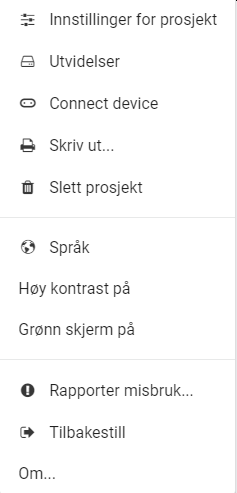 Innstillinger for prosjekt
Utvidelser
Connect device
Skriv ut...
Slett prosjekt
Språk
Høy kontrast på
Grønn skjerm på
Rapporter misbruk...
Tilbakestill
Om...